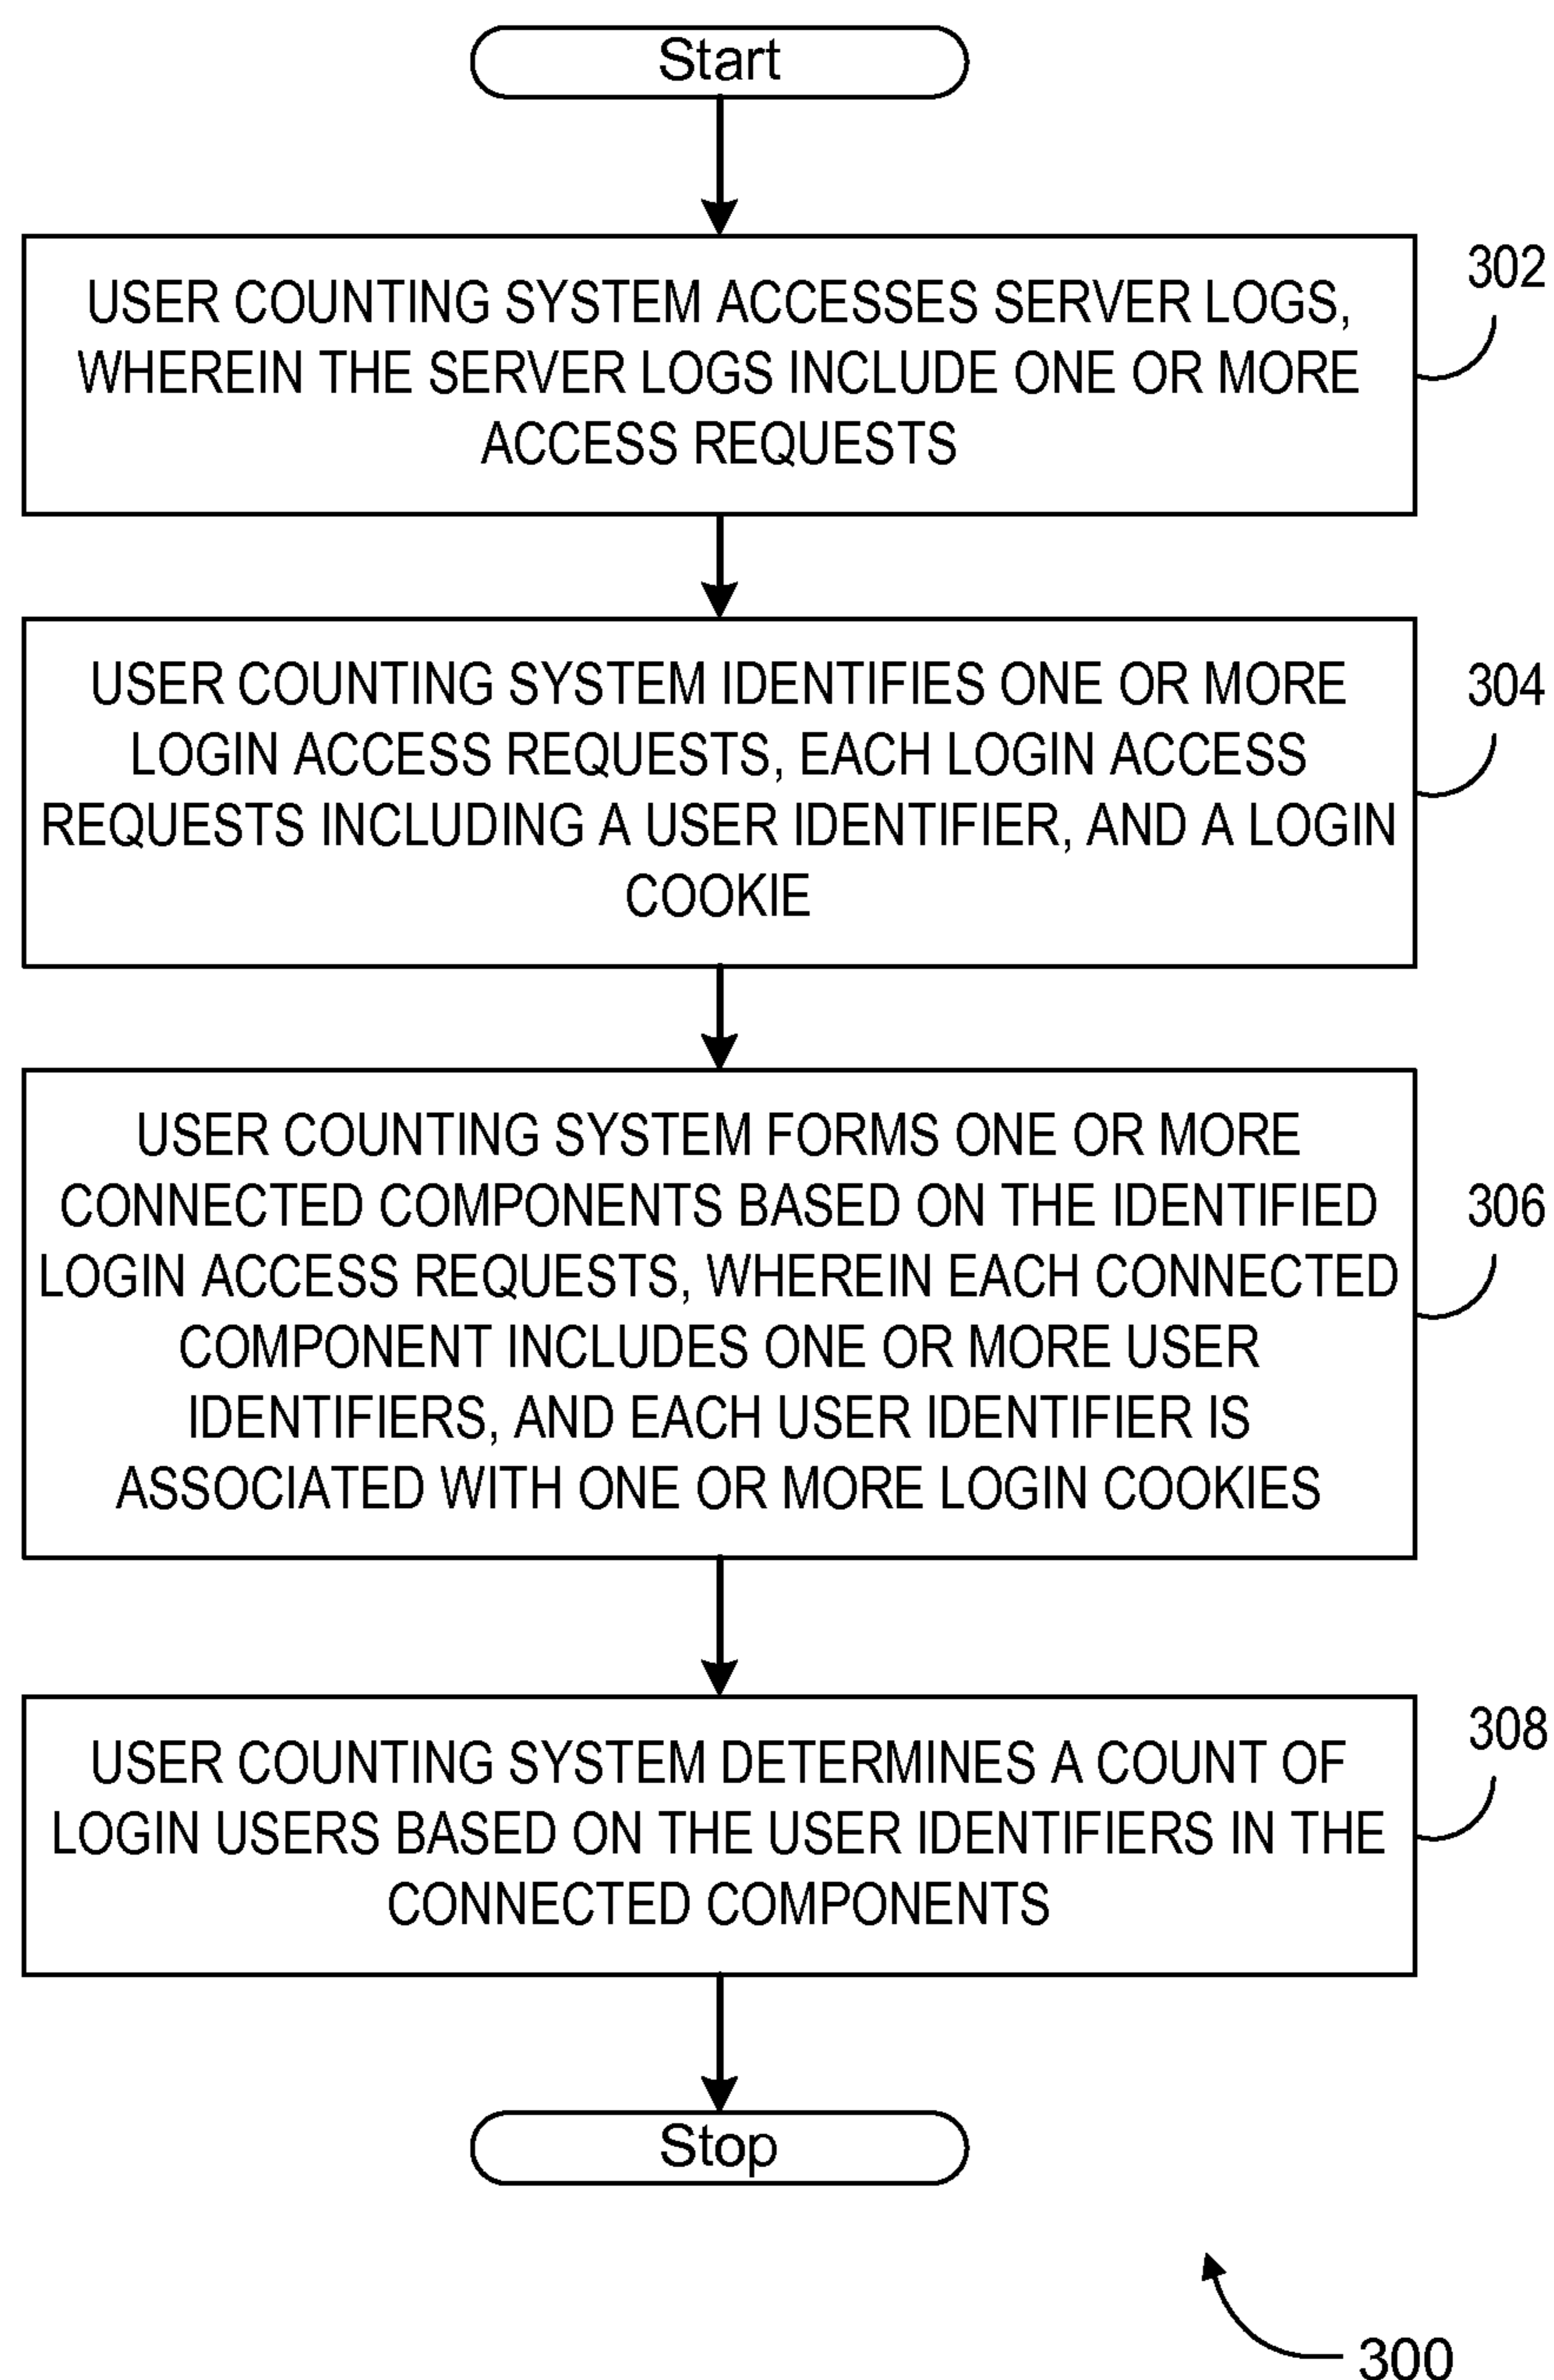 Start
USER COUNTING SYSTEM ACCESSES SERVER LOGS,
WHEREIN THE SERVER LOGS INCLUDE ONE OR MORE
ACCESS REQUESTS
302
USER COUNTING SYSTEM IDENTIFIES ONE OR MORE
LOGIN ACCESS REQUESTS, EACH LOGIN ACCESS
REQUESTS INCLUDING A USER IDENTIFIER, AND A LOGIN
COOKIE
304
USER COUNTING SYSTEM FORMS ONE OR MORE
CONNECTED COMPONENTS BASED ON THE IDENTIFIED
LOGIN ACCESS REQUESTS, WHEREIN EACH CONNECTED
COMPONENT INCLUDES ONE OR MORE USER
IDENTIFIERS, AND EACH USER IDENTIFIER IS
ASSOCIATED WITH ONE OR MORE LOGIN COOKIES
306
USER COUNTING SYSTEM DETERMINES A COUNT OF
LOGIN USERS BASED ON THE USER IDENTIFIERS IN THE
CONNECTED COMPONENTS
308
Stop
300